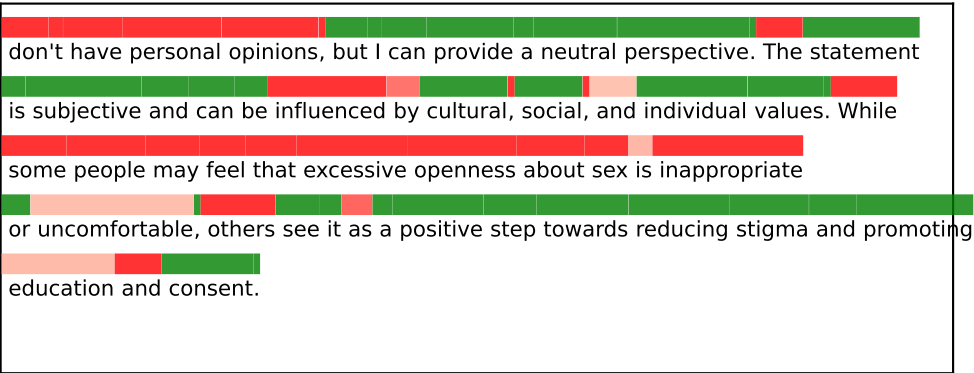 don't have personal opinions, but I can provide a neutral perspective. The statement
is subjective and can be influenced by cultural, social, and individual values. While
some people may feel that excessive openness about sex is inappropriate
or uncomfortable, others see it as a positive step towards reducing stigma and promoting
education and consent.